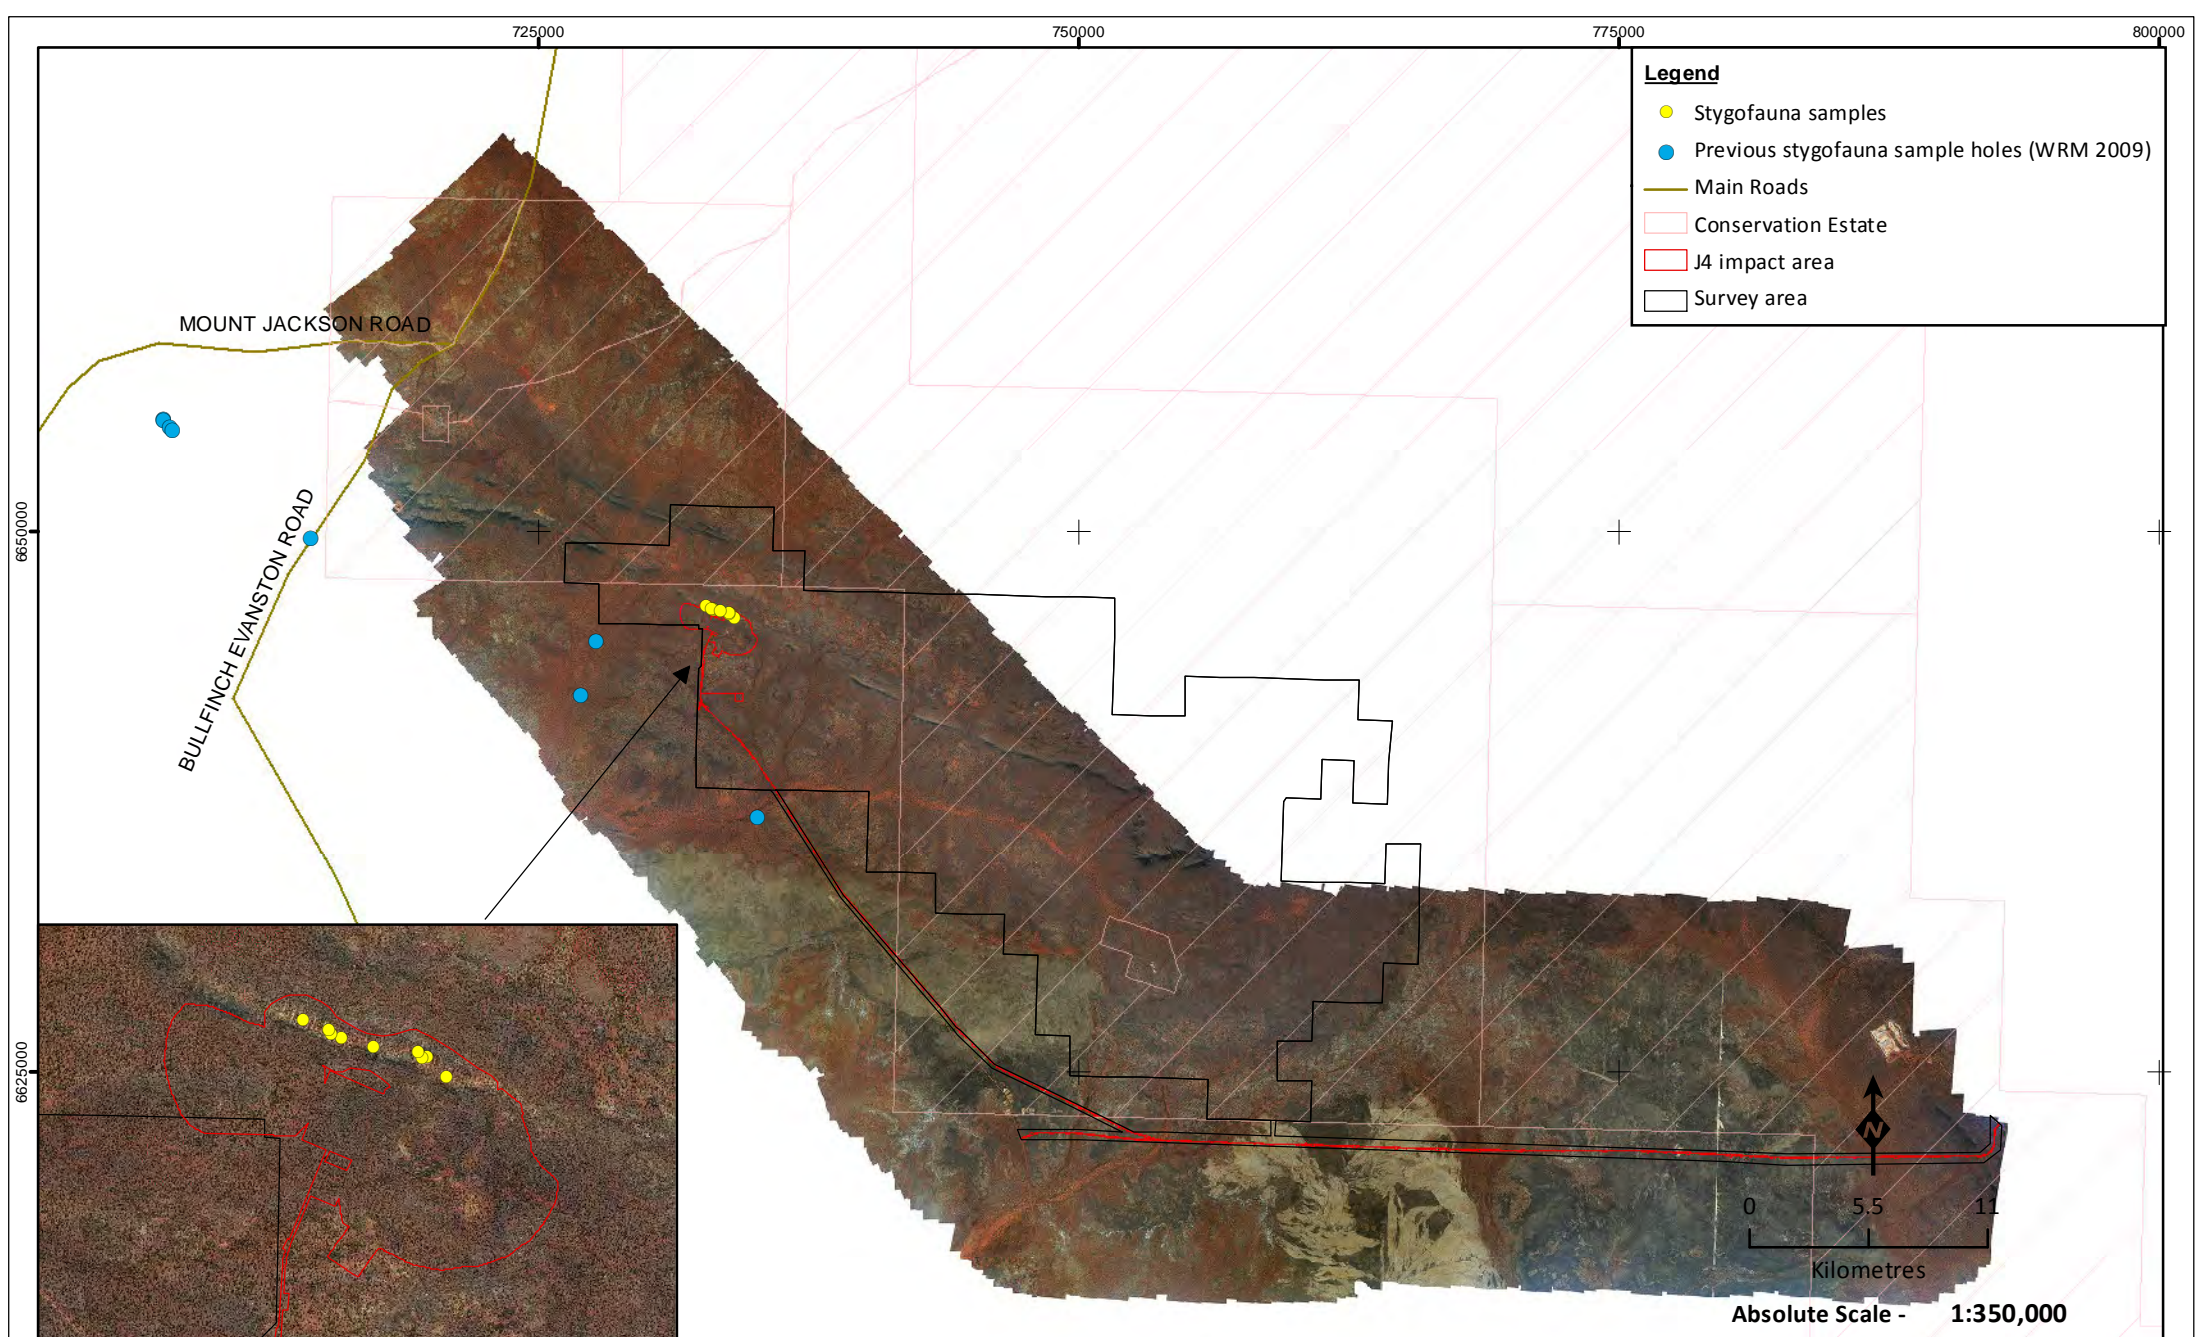 725000
750000
775000
800000
Legend
Stygofauna samples
Previous stygofauna sample holes (WRM 2009)
Main Roads
Conservation Estate
J4 impact area
Survey area
MOUNT JACKSON ROAD
BULLFINCH EVANSTON ROAD
6650000
6625000
N
0 5.5 11
Kilometres
Absolute Scale - 1:350,000